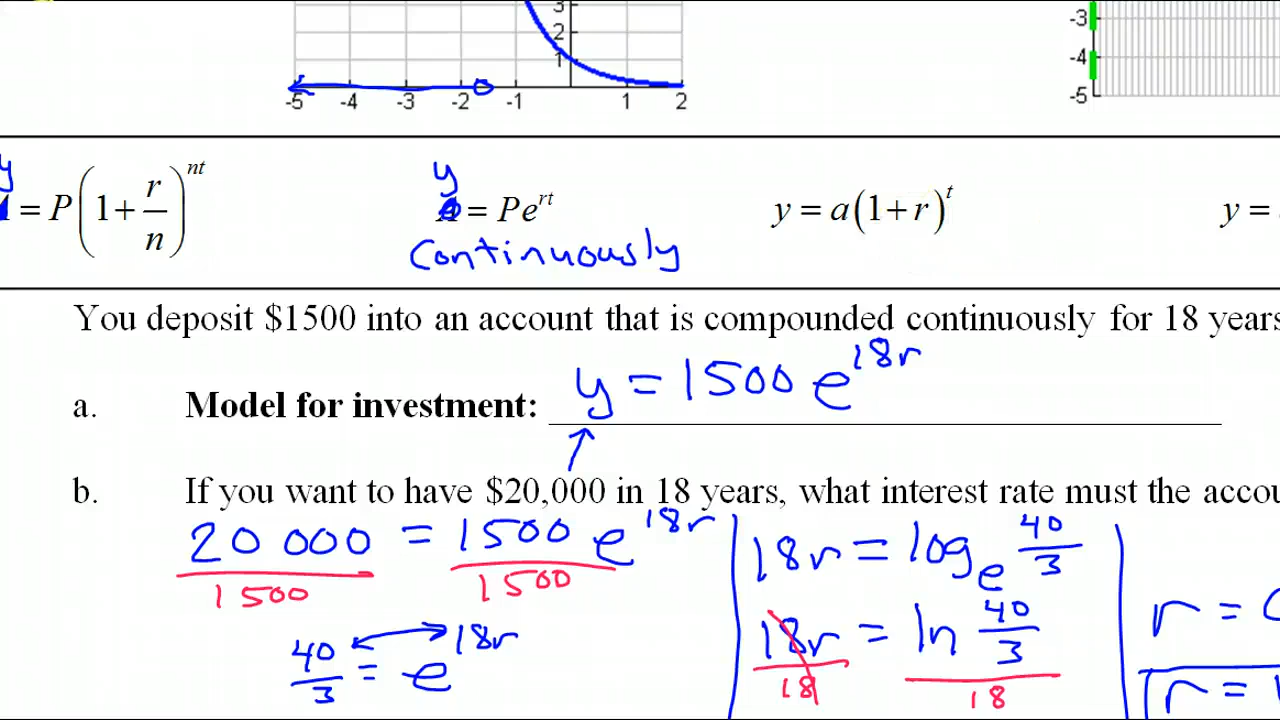 3
2
1
-5 -4 -3 -2 -1 1 2
-3
-4
-5
y y
= P(1+r/n)^nt = Pe^rt y = a(1+r)^t y =
Continuously
You deposit $1500 into an account that is compounded continuously for 18 years
a. Model for investment: y = 1500 e^18r
b. If you want to have $20,000 in 18 years, what interest rate must the
20 000 = 1500 e^18r
1500 1500
40/3 = e^18r
18r = log_e 40/3
18r = ln 40/3
18 18
r =
r =